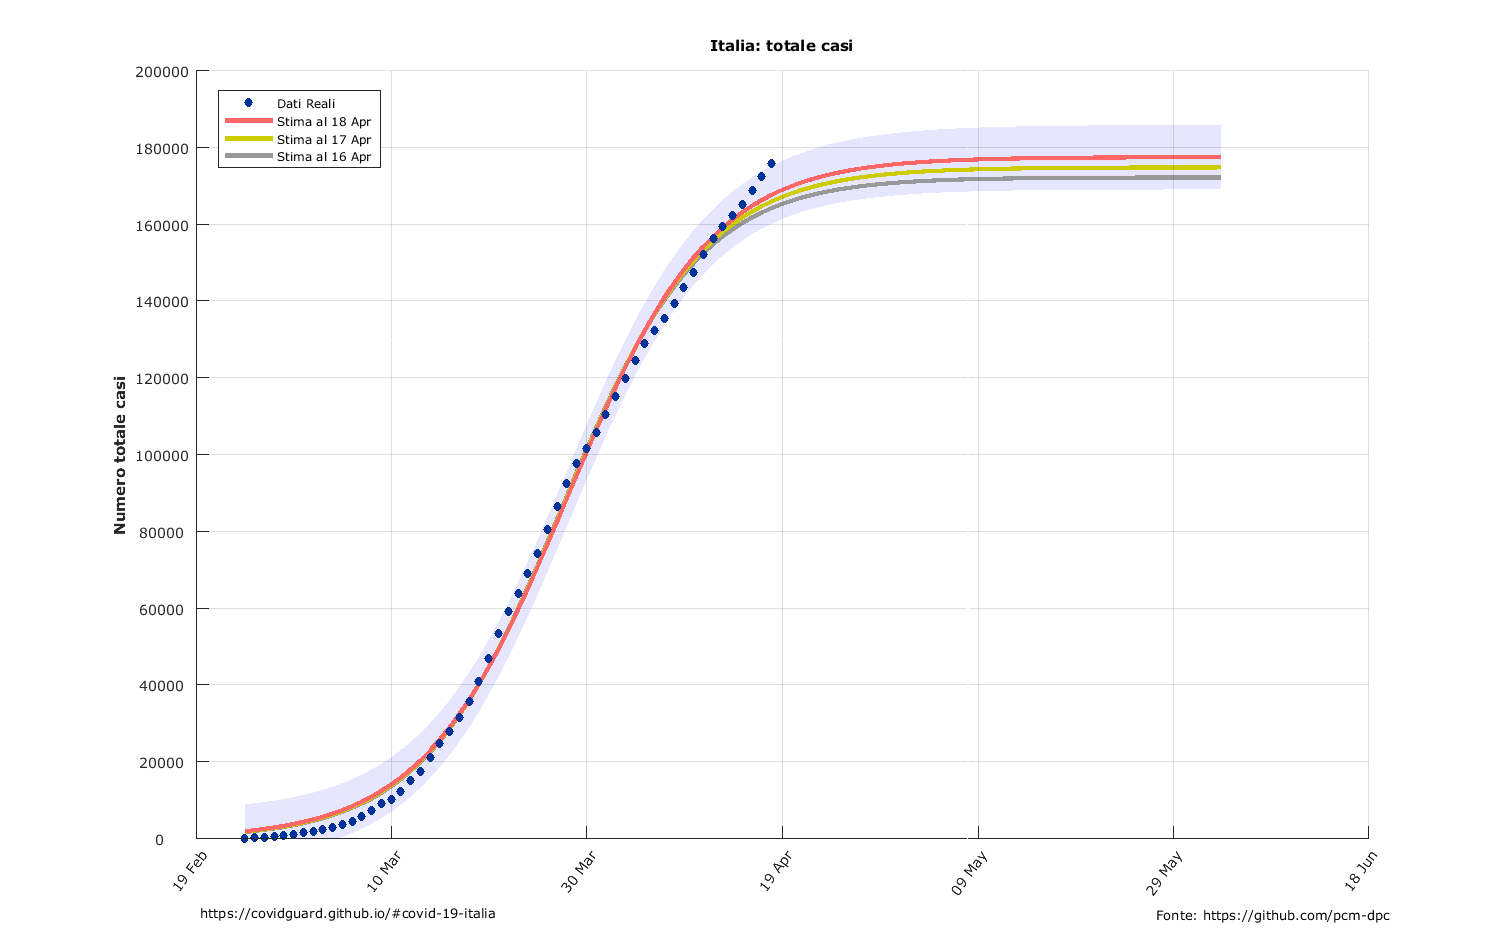 Italia: totale casi
Dati Reali
Stima al 18 Apr
Stima al 17 Apr
Stima al 16 Apr
Numero totale casi
200000
180000
160000
140000
120000
100000
80000
60000
40000
20000
0
19 Feb
10 Mar
30 Mar
19 Apr
09 May
29 May
18 Jun
https://covidguard.github.io/#covid-19-italia
Fonte: https://github.com/pcm-dpc